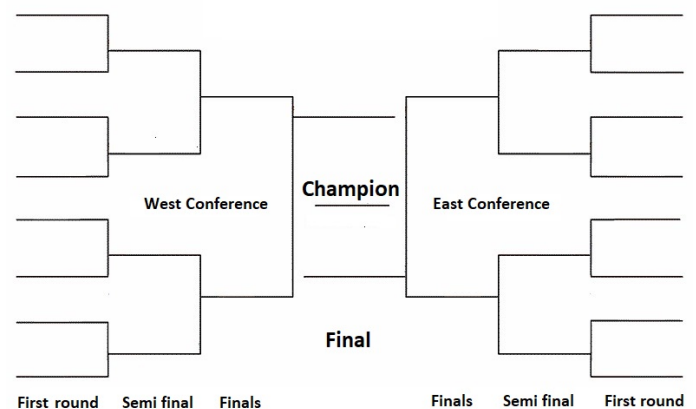 Champion
West Conference
East Conference
Final
First round
Semi final
Finals
Finals
Semi final
First round